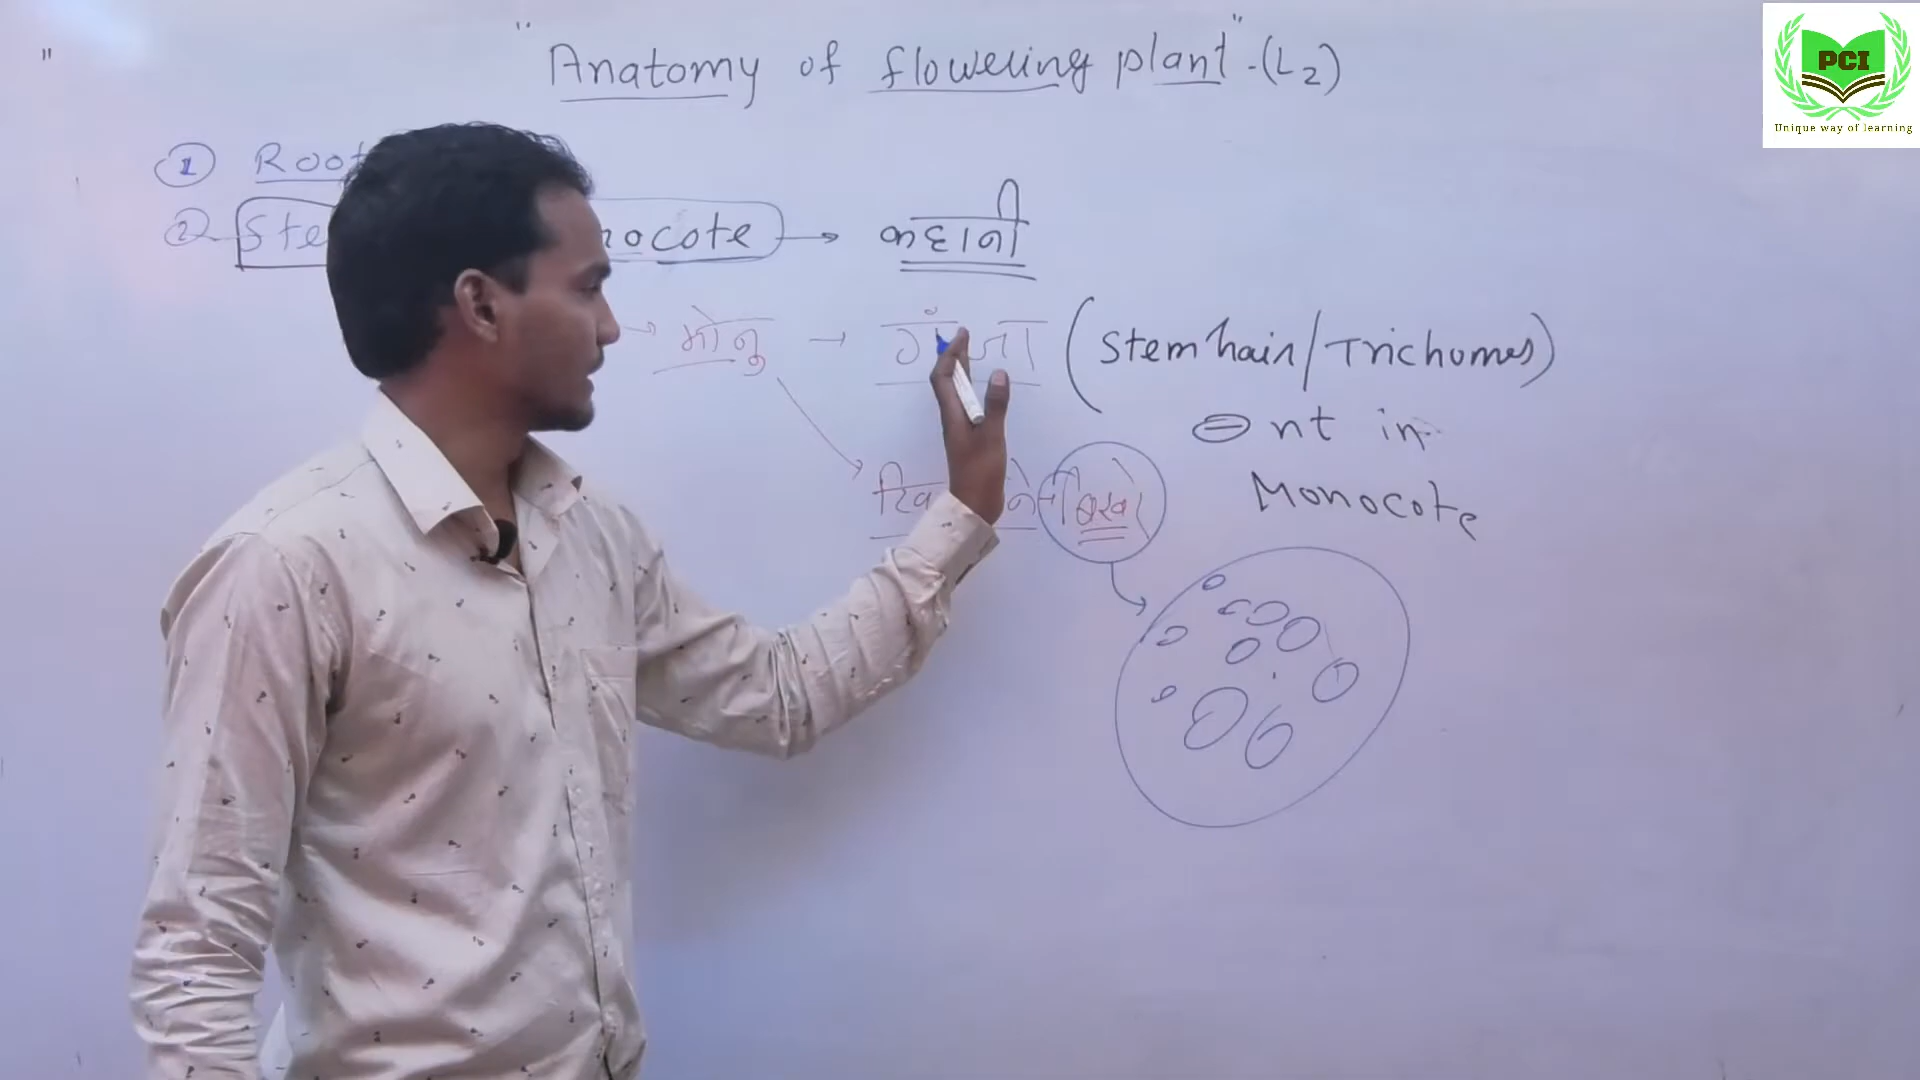 "Anatomy of flowering plant" - (L2)
PCI
Unique way of learning
1 Root
2 Ste nocote → कहानी
→ मोनु → (Stem hair/Trichomes)
⊖ nt in
Monocote